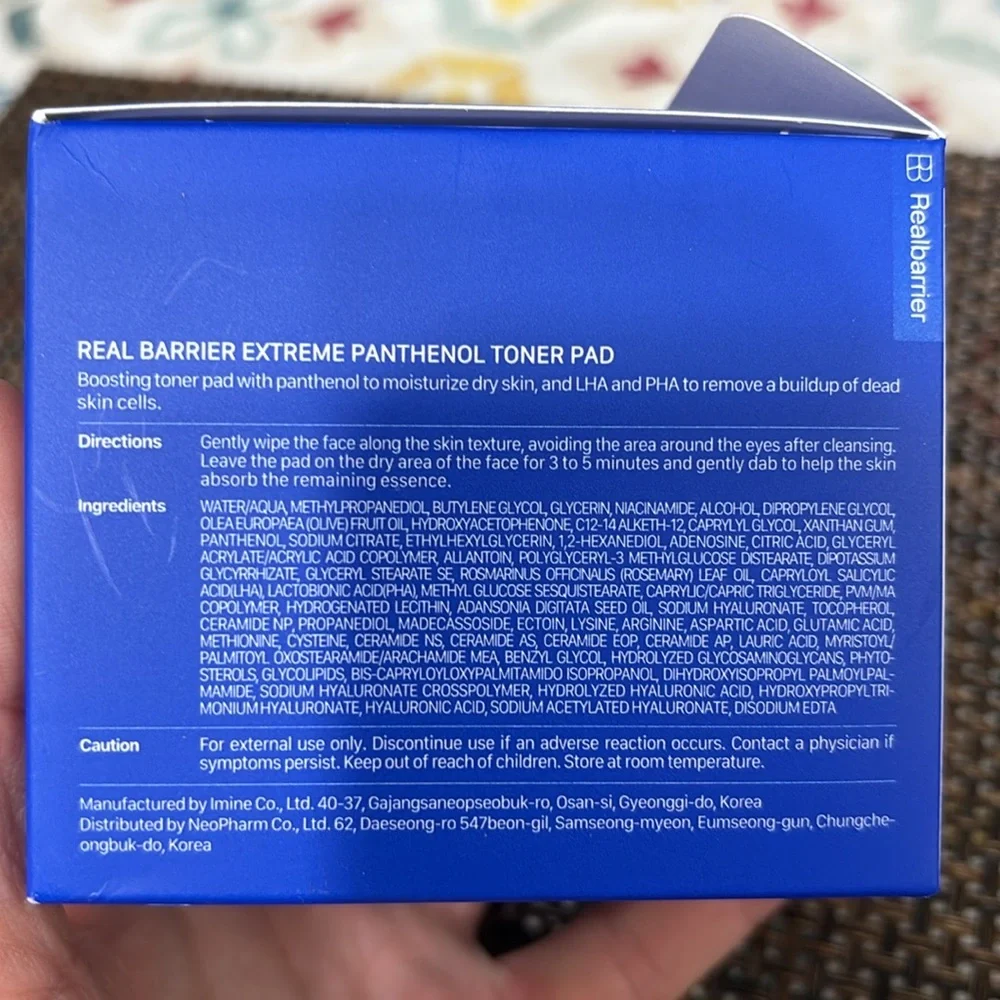 Realbarrier
REAL BARRIER EXTREME PANTHENOL TONER PAD
Boosting toner pad with panthenol to moisturize dry skin, and LHA and PHA to remove a buildup of dead
skin cells.
Directions
Gently wipe the face along the skin texture, avoiding the area around the eyes after cleansing.
Leave the pad on the dry area of the face for 3 to 5 minutes and gently dab to help the skin
absorb the remaining essence.
Ingredients
WATER/AQUA, METHYLPROPANEDIOL, BUTYLENE GLYCOL, GLYCERIN, NIACINAMIDE, ALCOHOL, DIPROPYLENE GLYCOL,
OLEA EUROPAEA (OLIVE) FRUIT OIL, HYDROXYACETOPHENONE, C12-14 ALKETH-12, CAPRYLYL GLYCOL, XANTHAN GUM,
PANTHENOL, SODIUM CITRATE, ETHYLHEXYLGLYCERIN, 1,2-HEXANEDIOL, ADENOSINE, CITRIC ACID, GLYCERYL
ACRYLATE/ACRYLIC ACID COPOLYMER, ALLANTOIN, POLYGLYCERYL-3 METHYLGLUCOSE DISTEARATE, DIPOTASSIUM
GLYCYRRHIZATE, GLYCERYL STEARATE SE, ROSMARINUS OFFICINALIS (ROSEMARY) LEAF OIL, CAPRYLOYL SALICYLIC
ACID(LHA), LACTOBIONIC ACID(PHA), METHYL GLUCOSE SESQUISTEARATE, CAPRYLIC/CAPRIC TRIGLYCERIDE, PVM/MA
COPOLYMER, HYDROGENATED LECITHIN, ADANSONIA DIGITATA SEED OIL, SODIUM HYALURONATE, TOCOPHEROL,
CERAMIDE NP, PROPANEDIOL, MADECASSOSIDE, ECTOIN, LYSINE, ARGININE, ASPARTIC ACID, GLUTAMIC ACID,
METHIONINE, CYSTEINE, CERAMIDE NS, CERAMIDE AS, CERAMIDE EOP, CERAMIDE AP, LAURIC ACID, MYRISTOYL/
PALMITOYL OXOSTEARAMIDE/ARACHAMIDE MEA, BENZYL GLYCOL, HYDROLYZED GLYCOSAMINOGLYCANS, PHYTO-
STEROLS, GLYCOLIPIDS, BIS-CAPRYLOYLOXYPALMITAMIDO ISOPROPANOL, DIHYDROXYISOPROPYL PALMOYLPAL-
MAMIDE, SODIUM HYALURONATE CROSSPOLYMER, HYDROLYZED HYALURONIC ACID, HYDROXYPROPYLTRI-
MONIUM HYALURONATE, HYALURONIC ACID, SODIUM ACETYLATED HYALURONATE, DISODIUM EDTA
Caution
For external use only. Discontinue use if an adverse reaction occurs. Contact a physician if
symptoms persist. Keep out of reach of children. Store at room temperature.
Manufactured by Imine Co., Ltd. 40-37, Gajangsaneopseobuk-ro, Osan-si, Gyeonggi-do, Korea
Distributed by NeoPharm Co., Ltd. 62, Daeseong-ro 547beon-gil, Samseong-myeon, Eumseong-gun, Chungche-
ongbuk-do, Korea